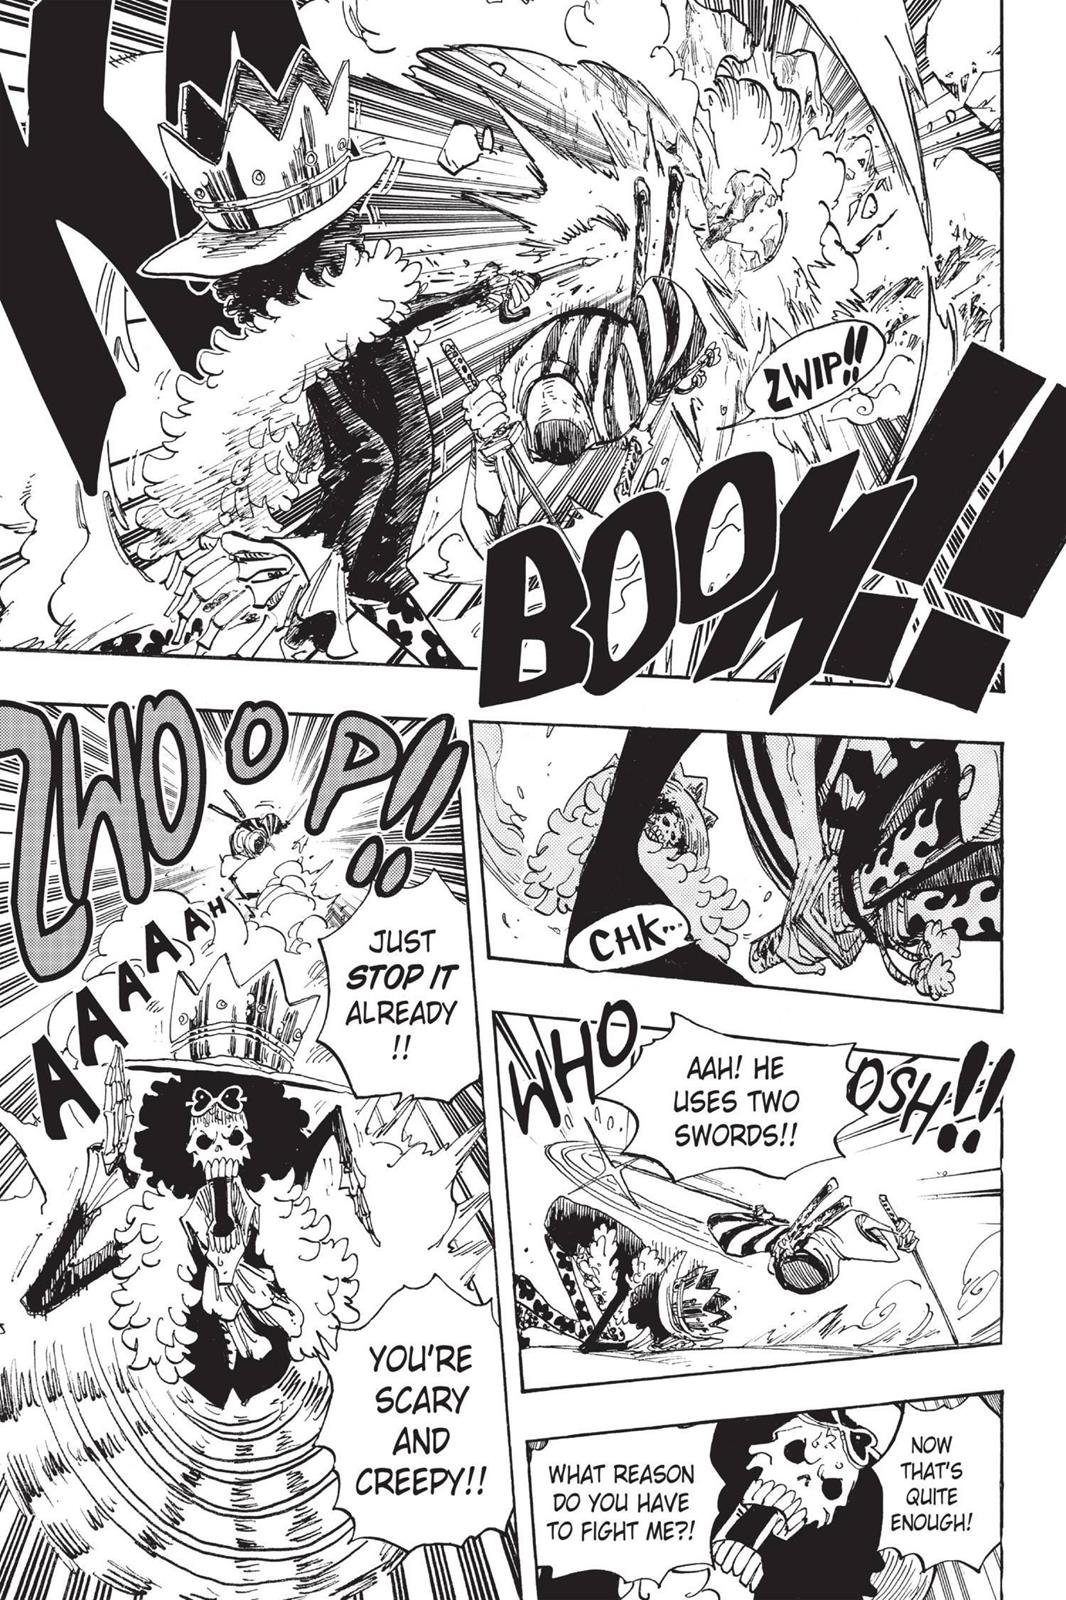 ZWIP!!
BOOM!!
CHK...
WHOOSH!!
AAH! HE
USES TWO
SWORDS!!
NOW
THAT'S
QUITE
ENOUGH!
WHAT REASON
DO YOU HAVE
TO FIGHT ME?!
ZWOOP!!
JUST
STOP IT
ALREADY
!!
AAAAAH
YOU'RE
SCARY
AND
CREEPY!!